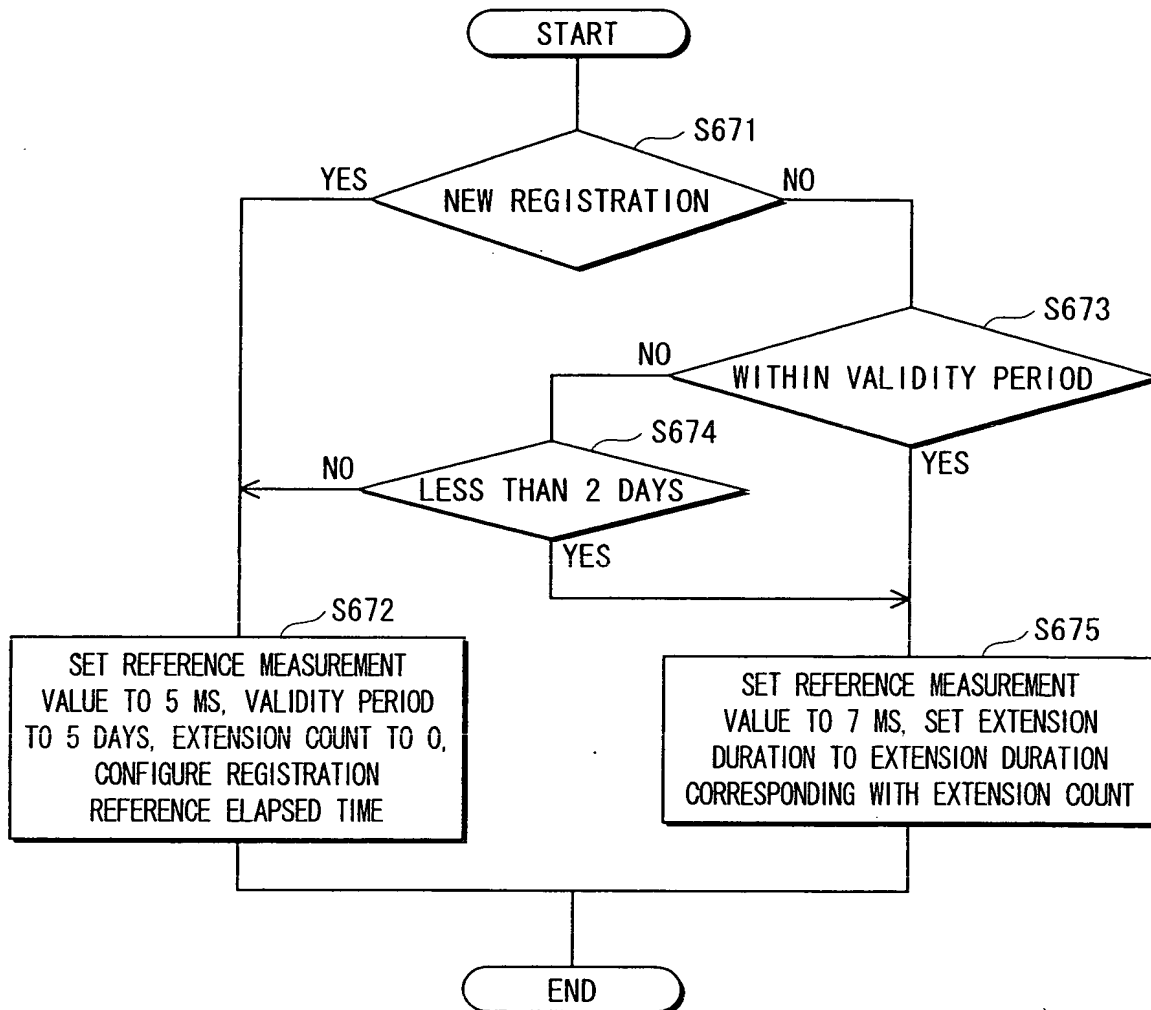 START
S671
YES
NEW REGISTRATION
NO
S673
NO
WITHIN VALIDITY PERIOD
S674
NO
YES
LESS THAN 2 DAYS
YES
S672
S675
SET REFERENCE MEASUREMENT
VALUE TO 5 MS, VALIDITY PERIOD
TO 5 DAYS, EXTENSION COUNT TO 0,
CONFIGURE REGISTRATION
REFERENCE ELAPSED TIME
SET REFERENCE MEASUREMENT
VALUE TO 7 MS, SET EXTENSION
DURATION TO EXTENSION DURATION
CORRESPONDING WITH EXTENSION COUNT
END